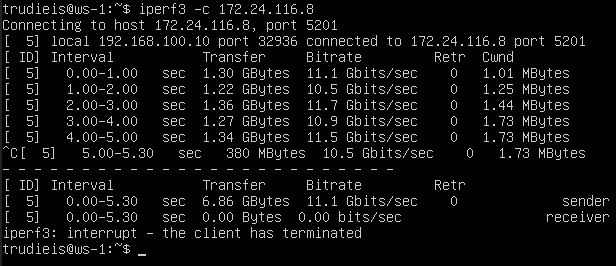 trudieis@ws-1:~$ iperf3 -c 172.24.116.8
Connecting to host 172.24.116.8, port 5201
[  5] local 192.168.100.10 port 32936 connected to 172.24.116.8 port 5201
[ ID] Interval           Transfer     Bitrate         Retr  Cwnd
[  5]   0.00-1.00   sec  1.30 GBytes  11.1 Gbits/sec    0   1.01 MBytes
[  5]   1.00-2.00   sec  1.22 GBytes  10.5 Gbits/sec    0   1.25 MBytes
[  5]   2.00-3.00   sec  1.36 GBytes  11.7 Gbits/sec    0   1.44 MBytes
[  5]   3.00-4.00   sec  1.27 GBytes  10.9 Gbits/sec    0   1.73 MBytes
[  5]   4.00-5.00   sec  1.34 GBytes  11.5 Gbits/sec    0   1.73 MBytes
^C[  5]   5.00-5.30   sec   380 MBytes  10.5 Gbits/sec    0   1.73 MBytes
- - - - - - - - - - - - - - - - - - - - - - - - -
[ ID] Interval           Transfer     Bitrate         Retr
[  5]   0.00-5.30   sec  6.86 GBytes  11.1 Gbits/sec    0             sender
[  5]   0.00-5.30   sec  0.00 Bytes  0.00 bits/sec                  receiver
iperf3: interrupt - the client has terminated
trudieis@ws-1:~$ _